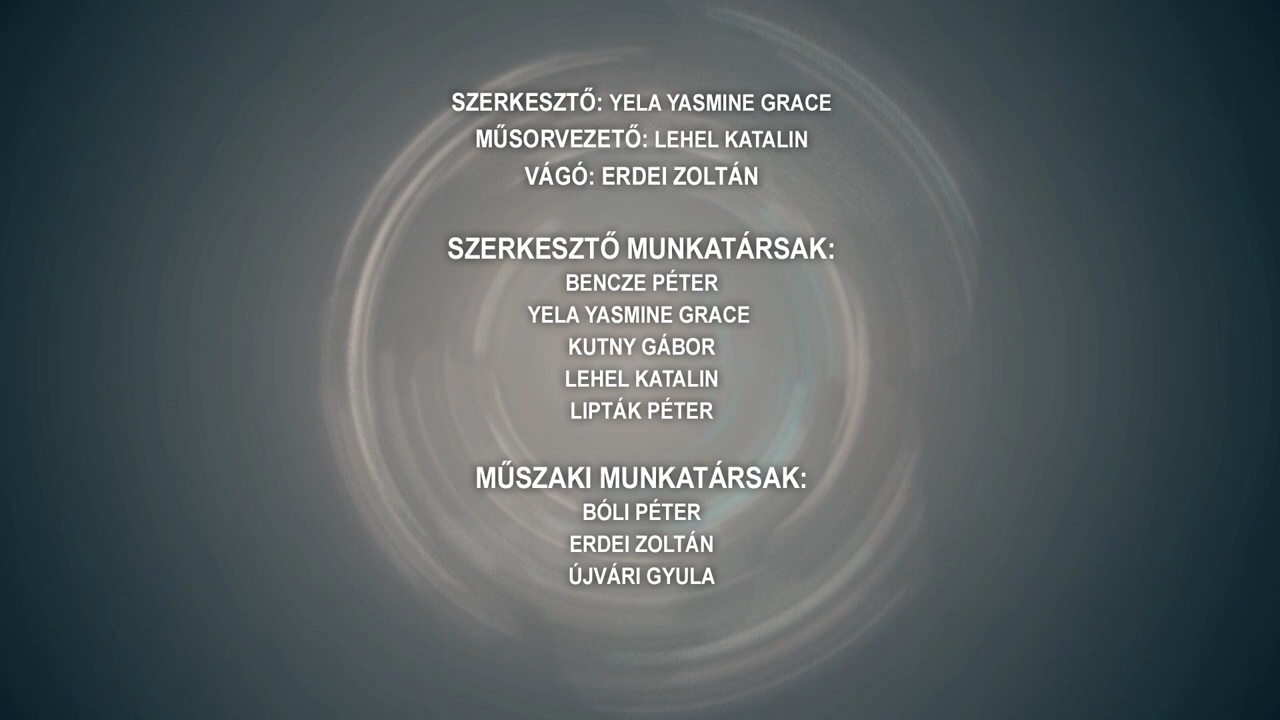 SZERKESZTŐ: YELA YASMINE GRACE
MŰSORVEZETŐ: LEHEL KATALIN
VÁGÓ: ERDEI ZOLTÁN
SZERKESZTŐ MUNKATÁRSAK:
BENCZE PÉTER
YELA YASMINE GRACE
KUTNY GÁBOR
LEHEL KATALIN
LIPTÁK PÉTER
MŰSZAKI MUNKATÁRSAK:
BÓLI PÉTER
ERDEI ZOLTÁN
ÚJVÁRI GYULA